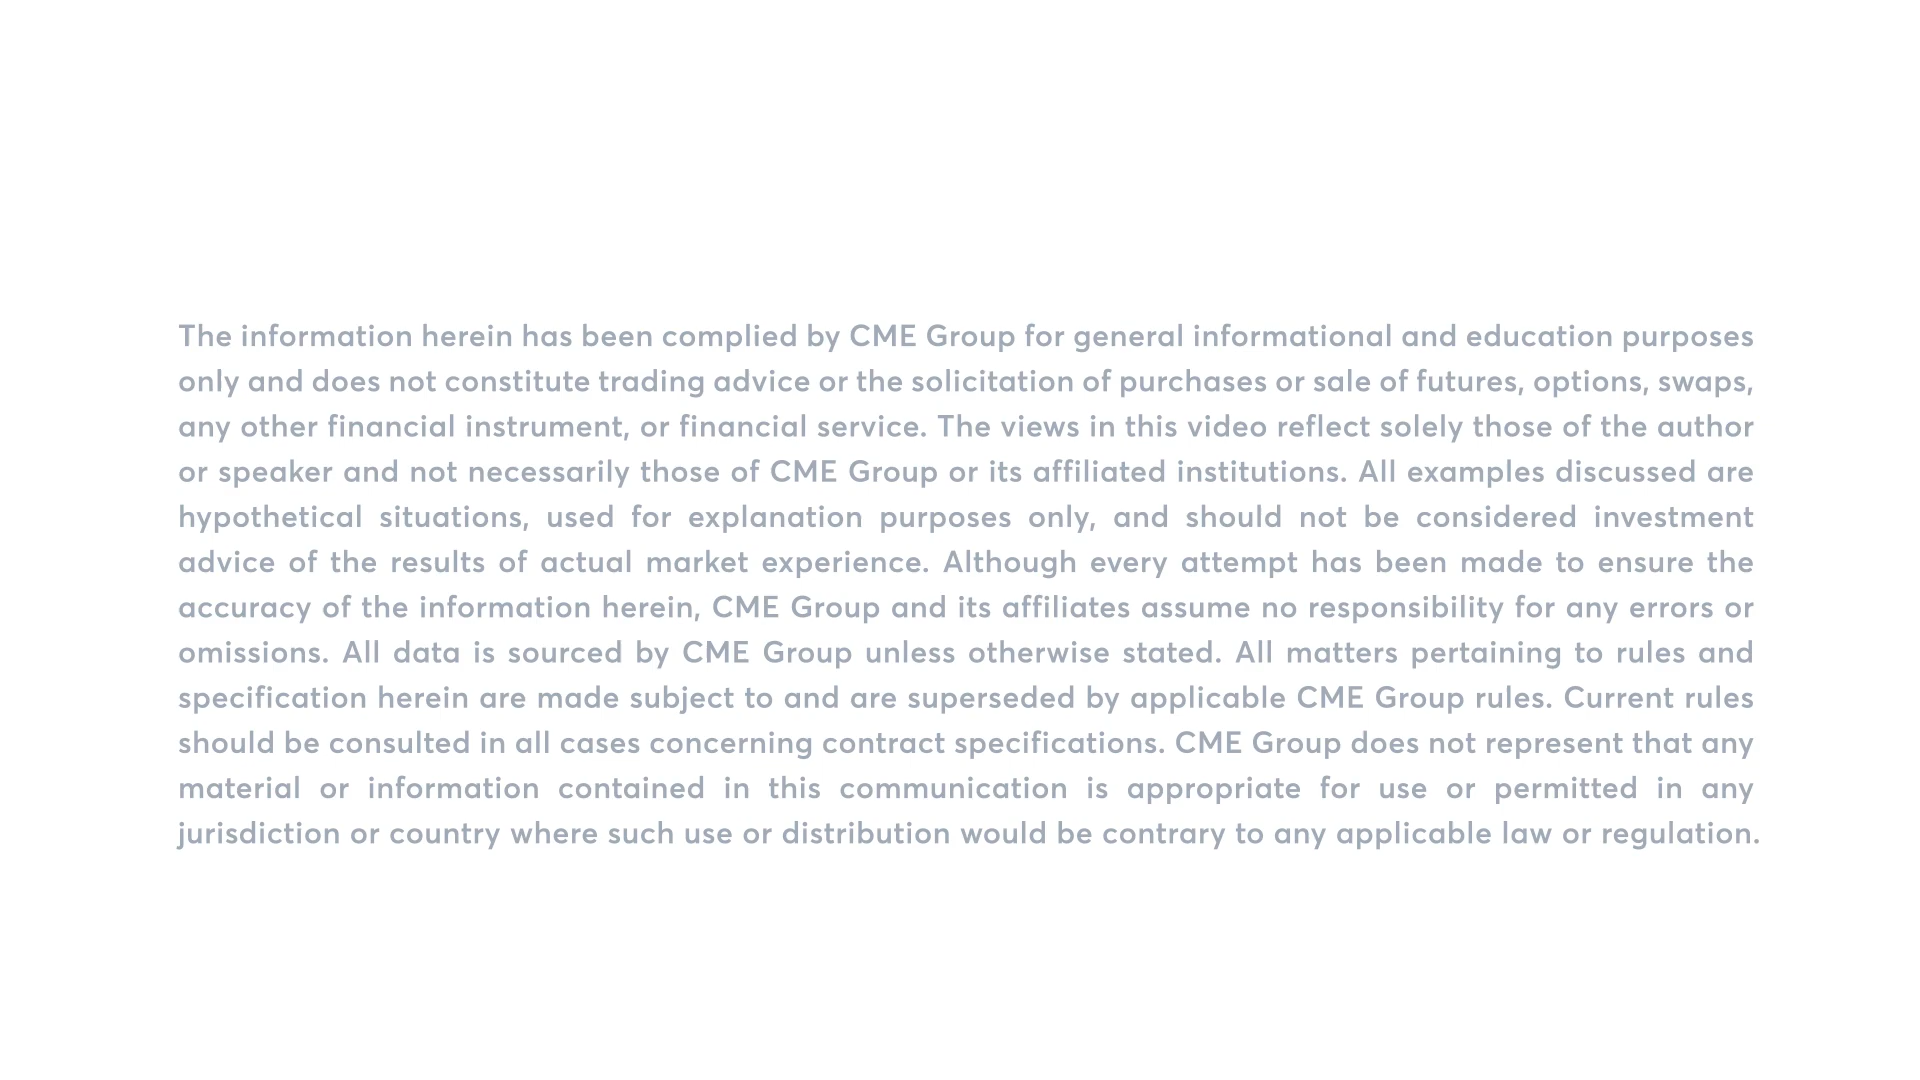 The information herein has been complied by CME Group for general informational and education purposes
only and does not constitute trading advice or the solicitation of purchases or sale of futures, options, swaps,
any other financial instrument, or financial service. The views in this video reflect solely those of the author
or speaker and not necessarily those of CME Group or its affiliated institutions. All examples discussed are
hypothetical situations, used for explanation purposes only, and should not be considered investment
advice of the results of actual market experience. Although every attempt has been made to ensure the
accuracy of the information herein, CME Group and its affiliates assume no responsibility for any errors or
omissions. All data is sourced by CME Group unless otherwise stated. All matters pertaining to rules and
specification herein are made subject to and are superseded by applicable CME Group rules. Current rules
should be consulted in all cases concerning contract specifications. CME Group does not represent that any
material or information contained in this communication is appropriate for use or permitted in any
jurisdiction or country where such use or distribution would be contrary to any applicable law or regulation.